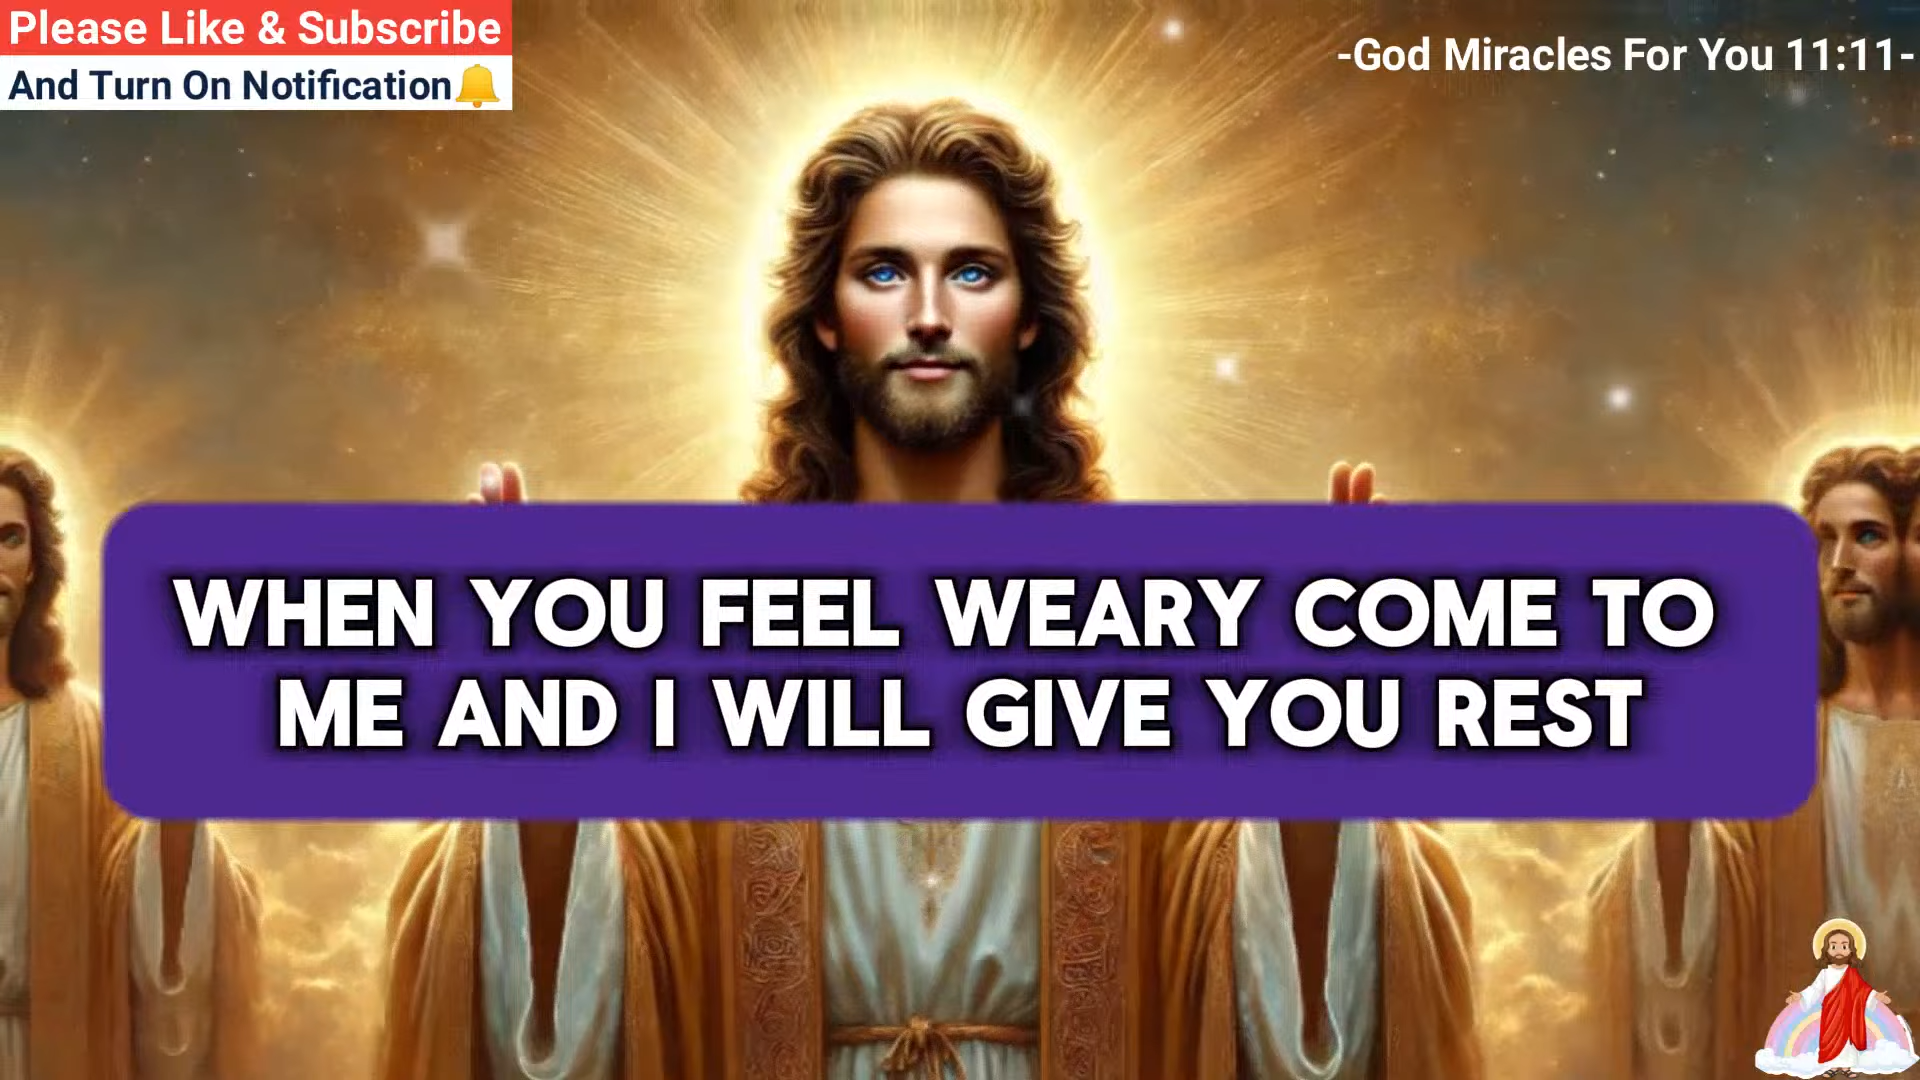 Please Like & Subscribe
And Turn On Notification🔔
-God Miracles For You 11:11-
WHEN YOU FEEL WEARY COME TO
ME AND I WILL GIVE YOU REST